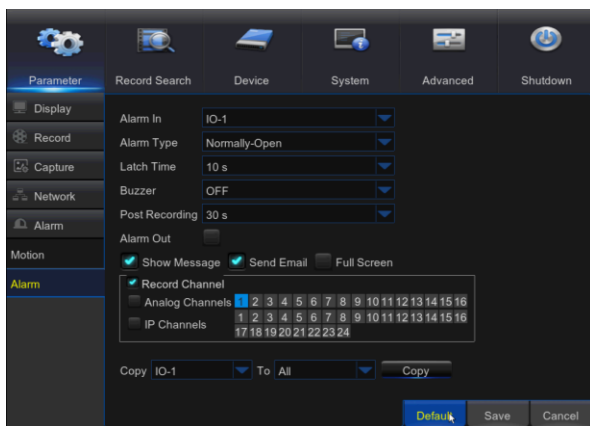 Parameter Record Search Device System Advanced Shutdown
Display
Record
Capture
Network
Alarm
Motion
Alarm
Alarm In IO-1
Alarm Type Normally-Open
Latch Time 10 s
Buzzer OFF
Post Recording 30 s
Alarm Out
Show Message Send Email Full Screen
Record Channel
Analog Channels 1 2 3 4 5 6 7 8 9 10 11 12 13 14 15 16
IP Channels 1 2 3 4 5 6 7 8 9 10 11 12 13 14 15 16
17 18 19 20 21 22 23 24
Copy IO-1 To All Copy
Default Save Cancel